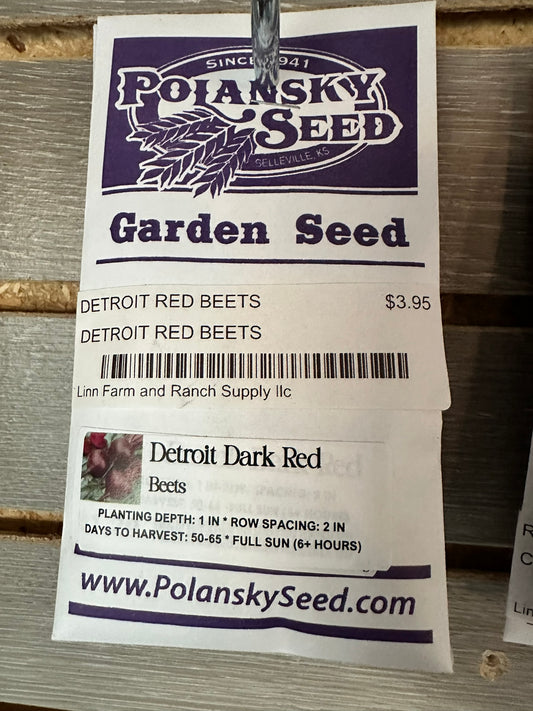 SINCE 1941
POLANSKY
SEED
BELLEVILLE, KS
Garden Seed
DETROIT RED BEETS $3.95
DETROIT RED BEETS
Linn Farm and Ranch Supply llc
Detroit Dark Red
Beets
PLANTING DEPTH: 1 IN * ROW SPACING: 2 IN
DAYS TO HARVEST: 50-65 * FULL SUN (6+ HOURS)
www.PolanskySeed.com
R
C
Lin